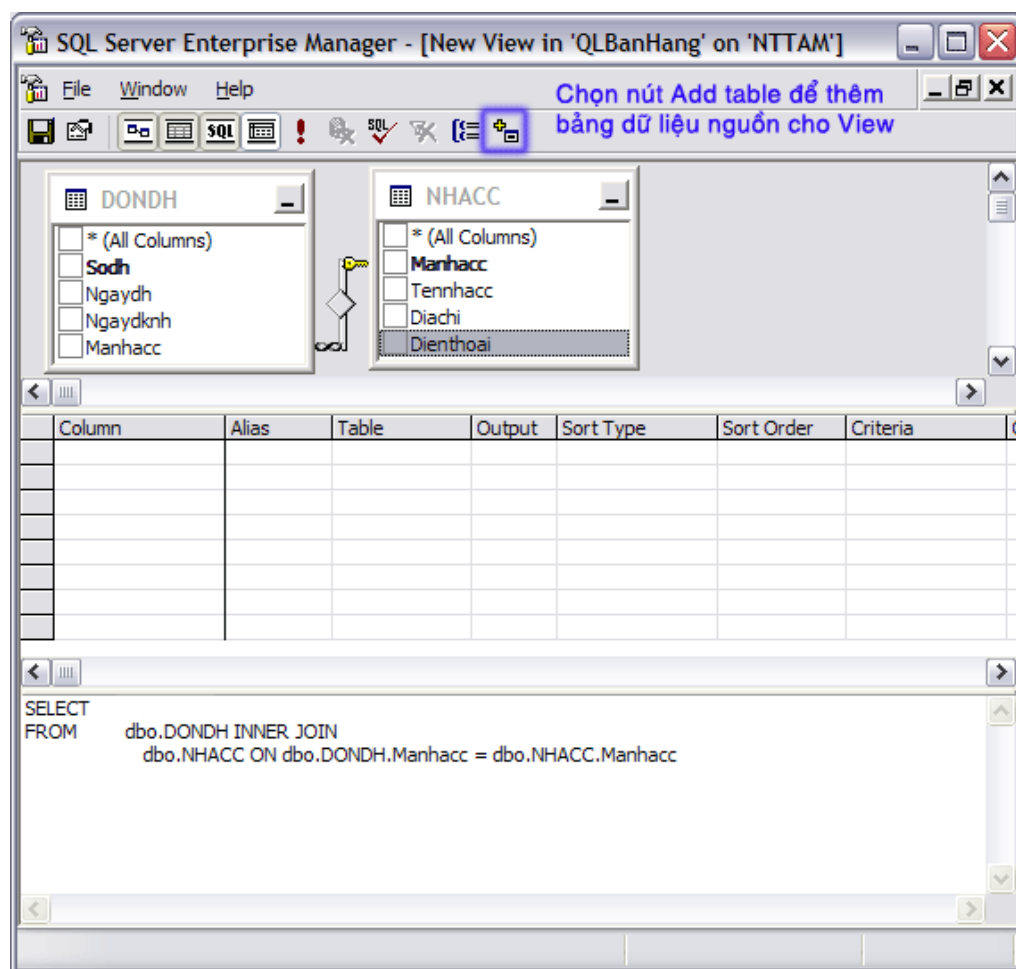 SQL Server Enterprise Manager - [New View in 'QLBanHang' on 'NTTAM']
File Window Help
Chọn nút Add table để thêm
bảng dữ liệu nguồn cho View
SQL
SQL
DONDH
* (All Columns)
Sodh
Ngaydh
Ngaydknh
Manhacc
NHACC
* (All Columns)
Manhacc
Tennhacc
Diachi
Dienthoai
Column Alias Table Output Sort Type Sort Order Criteria
SELECT
FROM dbo.DONDH INNER JOIN
dbo.NHACC ON dbo.DONDH.Manhacc = dbo.NHACC.Manhacc